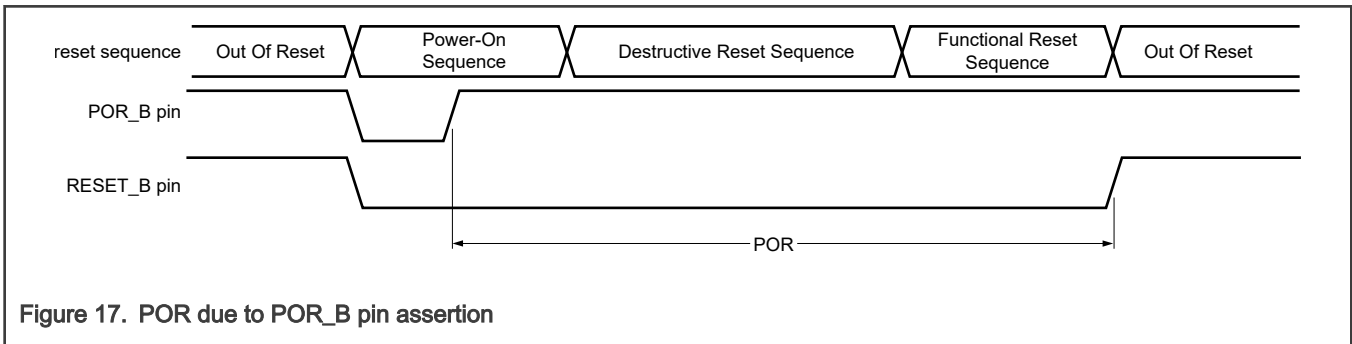 reset sequence Out Of Reset Power-On Sequence Destructive Reset Sequence Functional Reset Sequence Out Of Reset
POR_B pin
RESET_B pin
POR
Figure 17. POR due to POR_B pin assertion